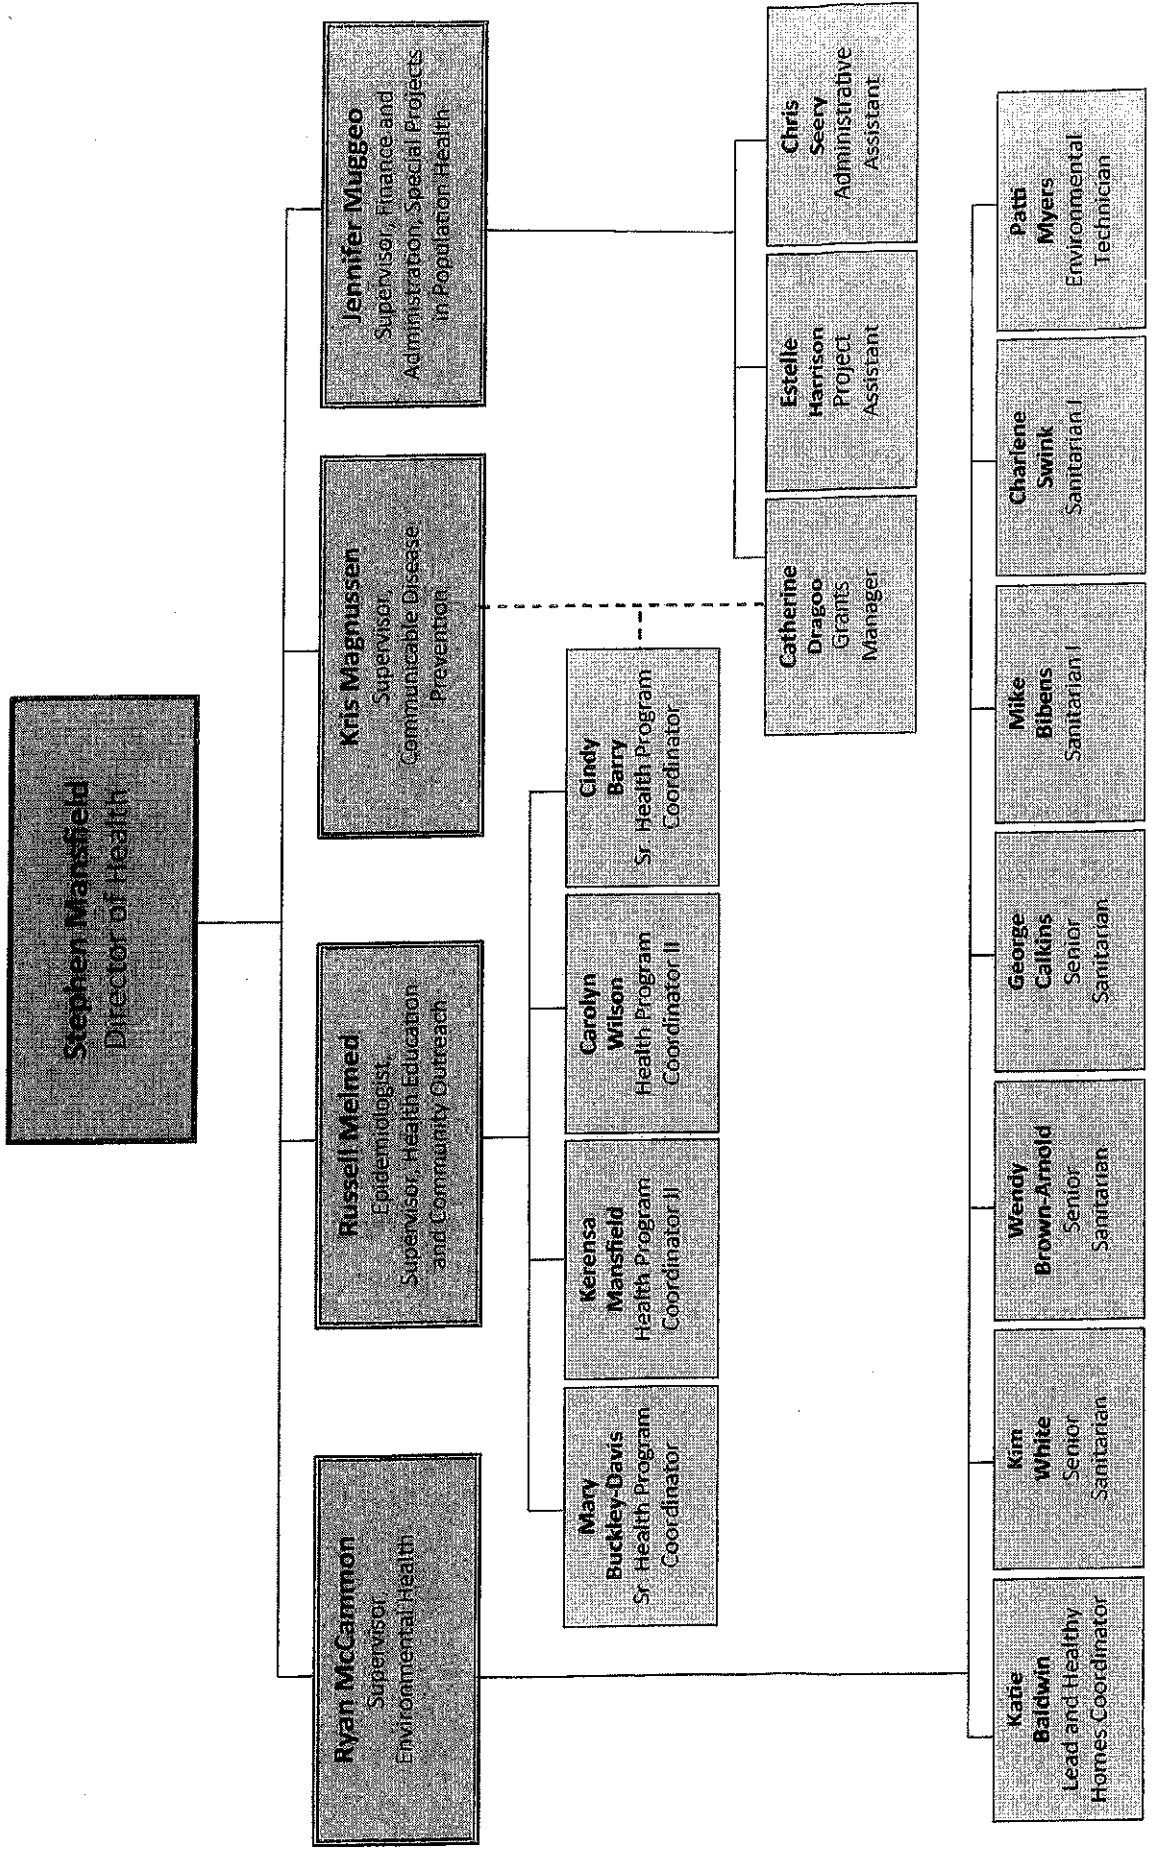 Stephen Mansfield
Director of Health
Ryan McCammon
Supervisor,
Environmental Health
Russell Melmed
Epidemiologist,
Supervisor, Health Education
and Community Outreach
Kris Magnussen
Supervisor,
Communicable Disease
Prevention
Jennifer Muggeo
Supervisor, Finance and
Administration, Special Projects
in Population Health
Mary
Buckley-Davis
Sr. Health Program
Coordinator
Kerensa
Mansfield
Health Program
Coordinator II
Carolyn
Wilson
Health Program
Coordinator II
Cindy
Barry
Sr. Health Program
Coordinator
Catherine
Dragoo
Grants
Manager
Estelle
Harrison
Project
Assistant
Chris
Seery
Administrative
Assistant
Katie
Baldwin
Lead and Healthy
Homes Coordinator
Kim
White
Senior
Sanitarian
Wendy
Brown-Arnold
Senior
Sanitarian
George
Calkins
Senior
Sanitarian
Mike
Bibens
Sanitarian I
Charlene
Swink
Sanitarian I
Patti
Myers
Environmental
Technician